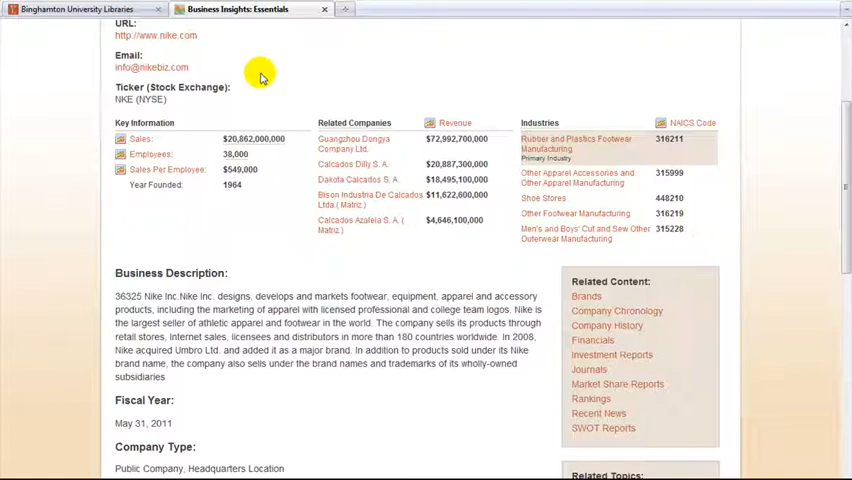 Binghamton University Libraries
Business Insights: Essentials
URL:
http://www.nike.com
Email:
info@nikebiz.com
Ticker (Stock Exchange):
NKE (NYSE)
Key Information
Sales: $20,862,000,000
Employees: 38,000
Sales Per Employee: $549,000
Year Founded: 1964
Related Companies Revenue
Guangzhou Dongya $72,992,700,000
Company Ltd.
Calcados Dilly S. A. $20,887,300,000
Dakota Calcados S. A. $18,495,100,000
Bison Industria De Calcados $11,622,600,000
Ltda.( Matriz )
Calcados Azaleia S. A. ( $4,646,100,000
Matriz )
Industries NAICS Code
Rubber and Plastics Footwear 316211
Manufacturing
Primary Industry
Other Apparel Accessories and 315999
Other Apparel Manufacturing
Shoe Stores 448210
Other Footwear Manufacturing 316219
Men's and Boys' Cut and Sew Other 315228
Outerwear Manufacturing
Business Description:
36325 Nike Inc.Nike Inc. designs, develops and markets footwear, equipment, apparel and accessory
products, including the marketing of apparel with licensed professional and college team logos. Nike is
the largest seller of athletic apparel and footwear in the world. The company sells its products through
retail stores, Internet sales, licensees and distributors in more than 180 countries worldwide. In 2008,
Nike acquired Umbro Ltd. and added it as a major brand. In addition to products sold under its Nike
brand name, the company also sells under the brand names and trademarks of its wholly-owned
subsidiaries
Fiscal Year:
May 31, 2011
Company Type:
Public Company, Headquarters Location
Related Content:
Brands
Company Chronology
Company History
Financials
Investment Reports
Journals
Market Share Reports
Rankings
Recent News
SWOT Reports
Related Topics: